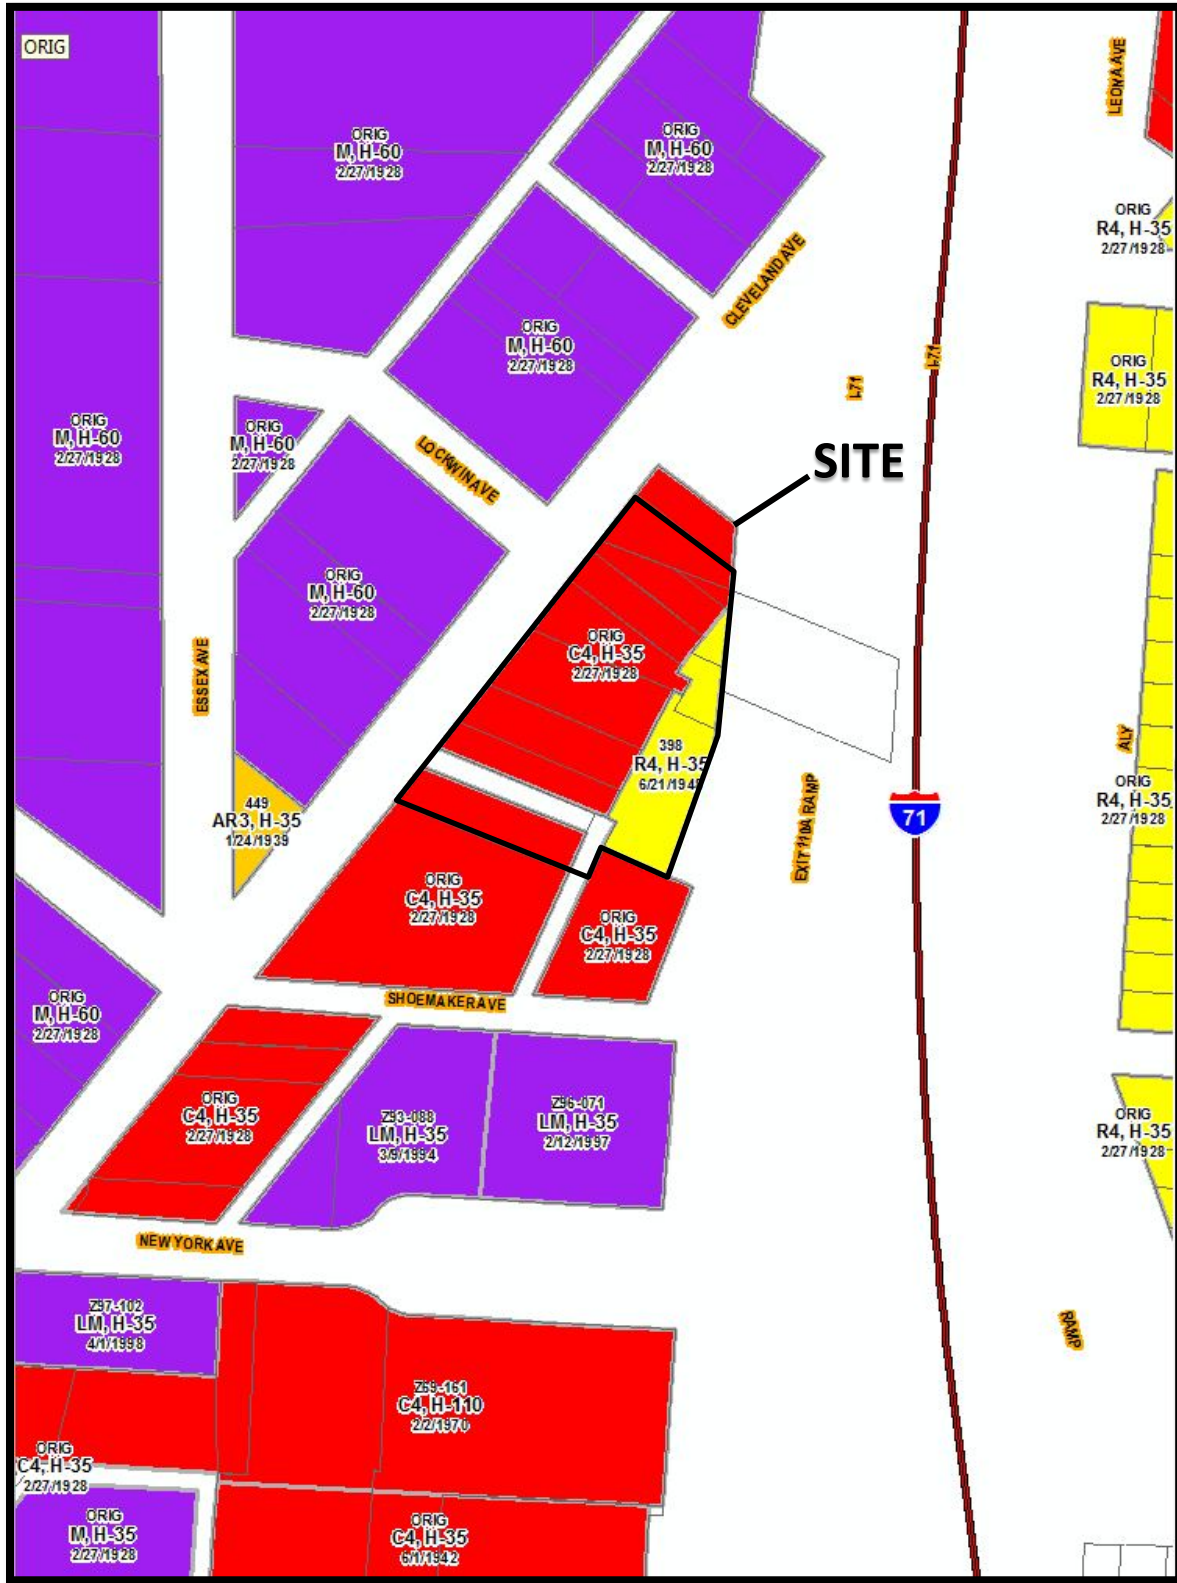 ORIG
LEONA AVE
ORIG
M, H-60
2/27/1928
ORIG
M, H-60
2/27/1928
ORIG
R4, H-35
2/27/1928
CLEVELAND AVE
ORIG
M, H-60
2/27/1928
I-71
I-71
ORIG
R4, H-35
2/27/1928
ORIG
M, H-60
2/27/1928
ORIG
M, H-60
2/27/1928
LOCKWIN AVE
SITE
ORIG
M, H-60
2/27/1928
ESSEX AVE
ORIG
C4, H-35
2/27/1928
398
R4, H-35
6/21/1948
ALY
ORIG
R4, H-35
2/27/1928
EXIT 110A RAMP
71
449
AR3, H-35
1/24/1939
ORIG
C4, H-35
2/27/1928
ORIG
C4, H-35
2/27/1928
ORIG
M, H-60
2/27/1928
SHOEMAKER AVE
ORIG
C4, H-35
2/27/1928
Z93-088
LM, H-35
3/9/1994
Z96-071
LM, H-35
2/12/1997
ORIG
R4, H-35
2/27/1928
NEW YORK AVE
Z97-102
LM, H-35
4/1/1998
RAMP
Z69-161
C4, H-110
2/2/1970
ORIG
C4, H-35
2/27/1928
ORIG
M, H-35
2/27/1928
ORIG
C4, H-35
6/1/1942